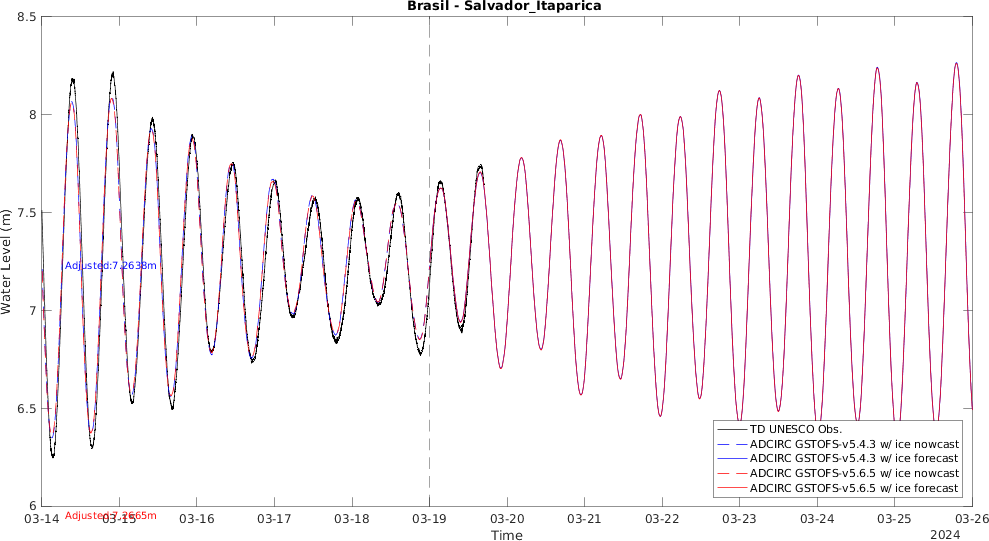 Brasil - Salvador_Itaparica
8.5
8
7.5
7
6.5
6
Water Level (m)
Adjusted:7.2638m
Adjusted:7.2665m
TD UNESCO Obs.
ADCIRC GSTOFS-v5.4.3 w/ ice nowcast
ADCIRC GSTOFS-v5.4.3 w/ ice forecast
ADCIRC GSTOFS-v5.6.5 w/ ice nowcast
ADCIRC GSTOFS-v5.6.5 w/ ice forecast
03-14 03-15 03-16 03-17 03-18 03-19 03-20 03-21 03-22 03-23 03-24 03-25 03-26
Time
2024